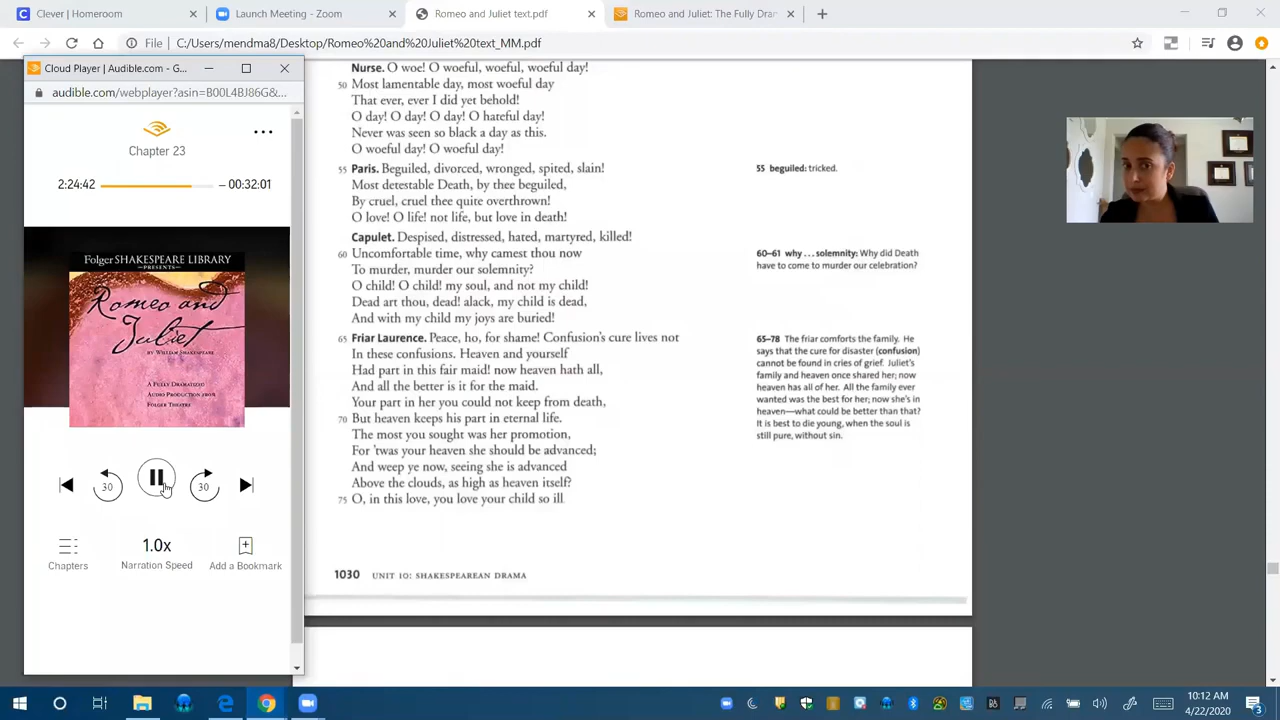 Clever | Homeroom
Launch Meeting - Zoom
Romeo and Juliet text.pdf
Romeo and Juliet: The Fully Dra
File
C:/Users/mendma8/Desktop/Romeo%20and%20Juliet%20text_MM.pdf
Cloud Player | Audible.com - G...
audible.com/webplayer?asin=B00L4BJ86G&...
Chapter 23
2:24:42
– 00:32:01
Folger SHAKESPEARE LIBRARY
PRESENTS
Romeo and
Juliet
BY WILLIAM SHAKESPEARE
A FULLY DRAMATIZED
AUDIO PRODUCTION FROM
FOLGER THEATRE
30
30
Chapters
1.0x
Narration Speed
Add a Bookmark
Nurse. O woe! O woeful, woeful, woeful day!
50 Most lamentable day, most woeful day
That ever, ever I did yet behold!
O day! O day! O day! O hateful day!
Never was seen so black a day as this.
O woeful day! O woeful day!
55 Paris. Beguiled, divorced, wronged, spited, slain!
Most detestable Death, by thee beguiled,
By cruel, cruel thee quite overthrown!
O love! O life! not life, but love in death!
Capulet. Despised, distressed, hated, martyred, killed!
60 Uncomfortable time, why camest thou now
To murder, murder our solemnity?
O child! O child! my soul, and not my child!
Dead art thou, dead! alack, my child is dead,
And with my child my joys are buried!
65 Friar Laurence. Peace, ho, for shame! Confusion's cure lives not
In these confusions. Heaven and yourself
Had part in this fair maid! now heaven hath all,
And all the better is it for the maid.
Your part in her you could not keep from death,
70 But heaven keeps his part in eternal life.
The most you sought was her promotion,
For 'twas your heaven she should be advanced;
And weep ye now, seeing she is advanced
Above the clouds, as high as heaven itself?
75 O, in this love, you love your child so ill
1030 UNIT 10: SHAKESPEAREAN DRAMA
55 beguiled: tricked.
60–61 why . . . solemnity: Why did Death
have to come to murder our celebration?
65–78 The friar comforts the family. He
says that the cure for disaster (confusion)
cannot be found in cries of grief. Juliet's
family and heaven once shared her; now
heaven has all of her. All the family ever
wanted was the best for her; now she's in
heaven—what could be better than that?
It is best to die young, when the soul is
still pure, without sin.
10:12 AM
4/22/2020
3